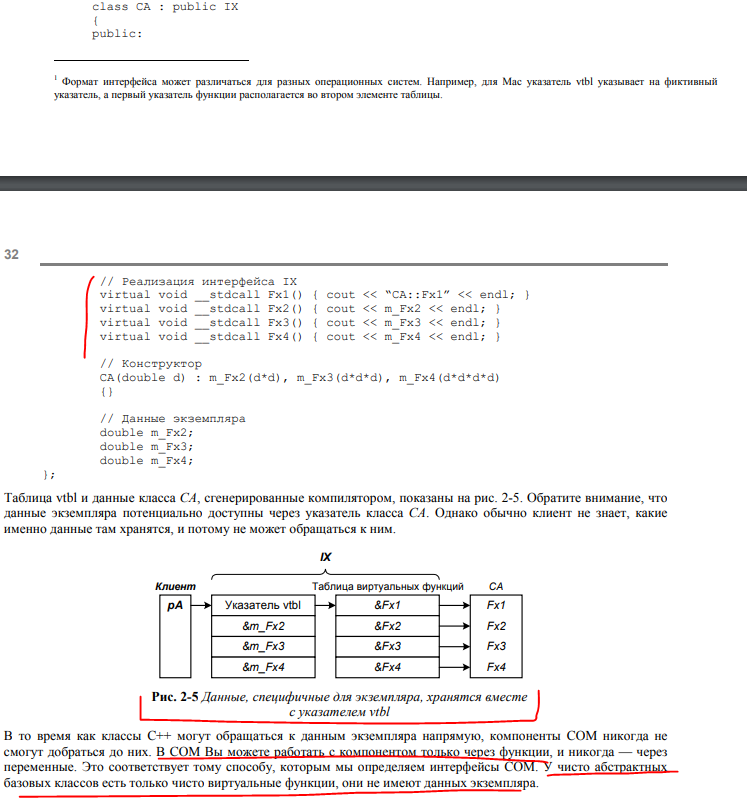 class CA : public IX
{
public:
1 Формат интерфейса может различаться для разных операционных систем. Например, для Mac указатель vtbl указывает на фиктивный
указатель, а первый указатель функции располагается во втором элементе таблицы.
32
// Реализация интерфейса IX
virtual void __stdcall Fx1() { cout << “CA::Fx1” << endl; }
virtual void __stdcall Fx2() { cout << m_Fx2 << endl; }
virtual void __stdcall Fx3() { cout << m_Fx3 << endl; }
virtual void __stdcall Fx4() { cout << m_Fx4 << endl; }
// Конструктор
CA(double d) : m_Fx2(d*d), m_Fx3(d*d*d), m_Fx4(d*d*d*d)
{}
// Данные экземпляра
double m_Fx2;
double m_Fx3;
double m_Fx4;
};
Таблица vtbl и данные класса CA, сгенерированные компилятором, показаны на рис. 2-5. Обратите внимание, что
данные экземпляра потенциально доступны через указатель класса CA. Однако обычно клиент не знает, какие
именно данные там хранятся, и потому не может обращаться к ним.
IX
Клиент Таблица виртуальных функций CA
pA Указатель vtbl &Fx1 Fx1
&m_Fx2 &Fx2 Fx2
&m_Fx3 &Fx3 Fx3
&m_Fx4 &Fx4 Fx4
Рис. 2-5 Данные, специфичные для экземпляра, хранятся вместе
с указателем vtbl
В то время как классы C++ могут обращаться к данным экземпляра напрямую, компоненты COM никогда не
смогут добраться до них. В COM Вы можете работать с компонентом только через функции, и никогда — через
переменные. Это соответствует тому способу, которым мы определяем интерфейсы COM. У чисто абстрактных
базовых классов есть только чисто виртуальные функции, они не имеют данных экземпляра.